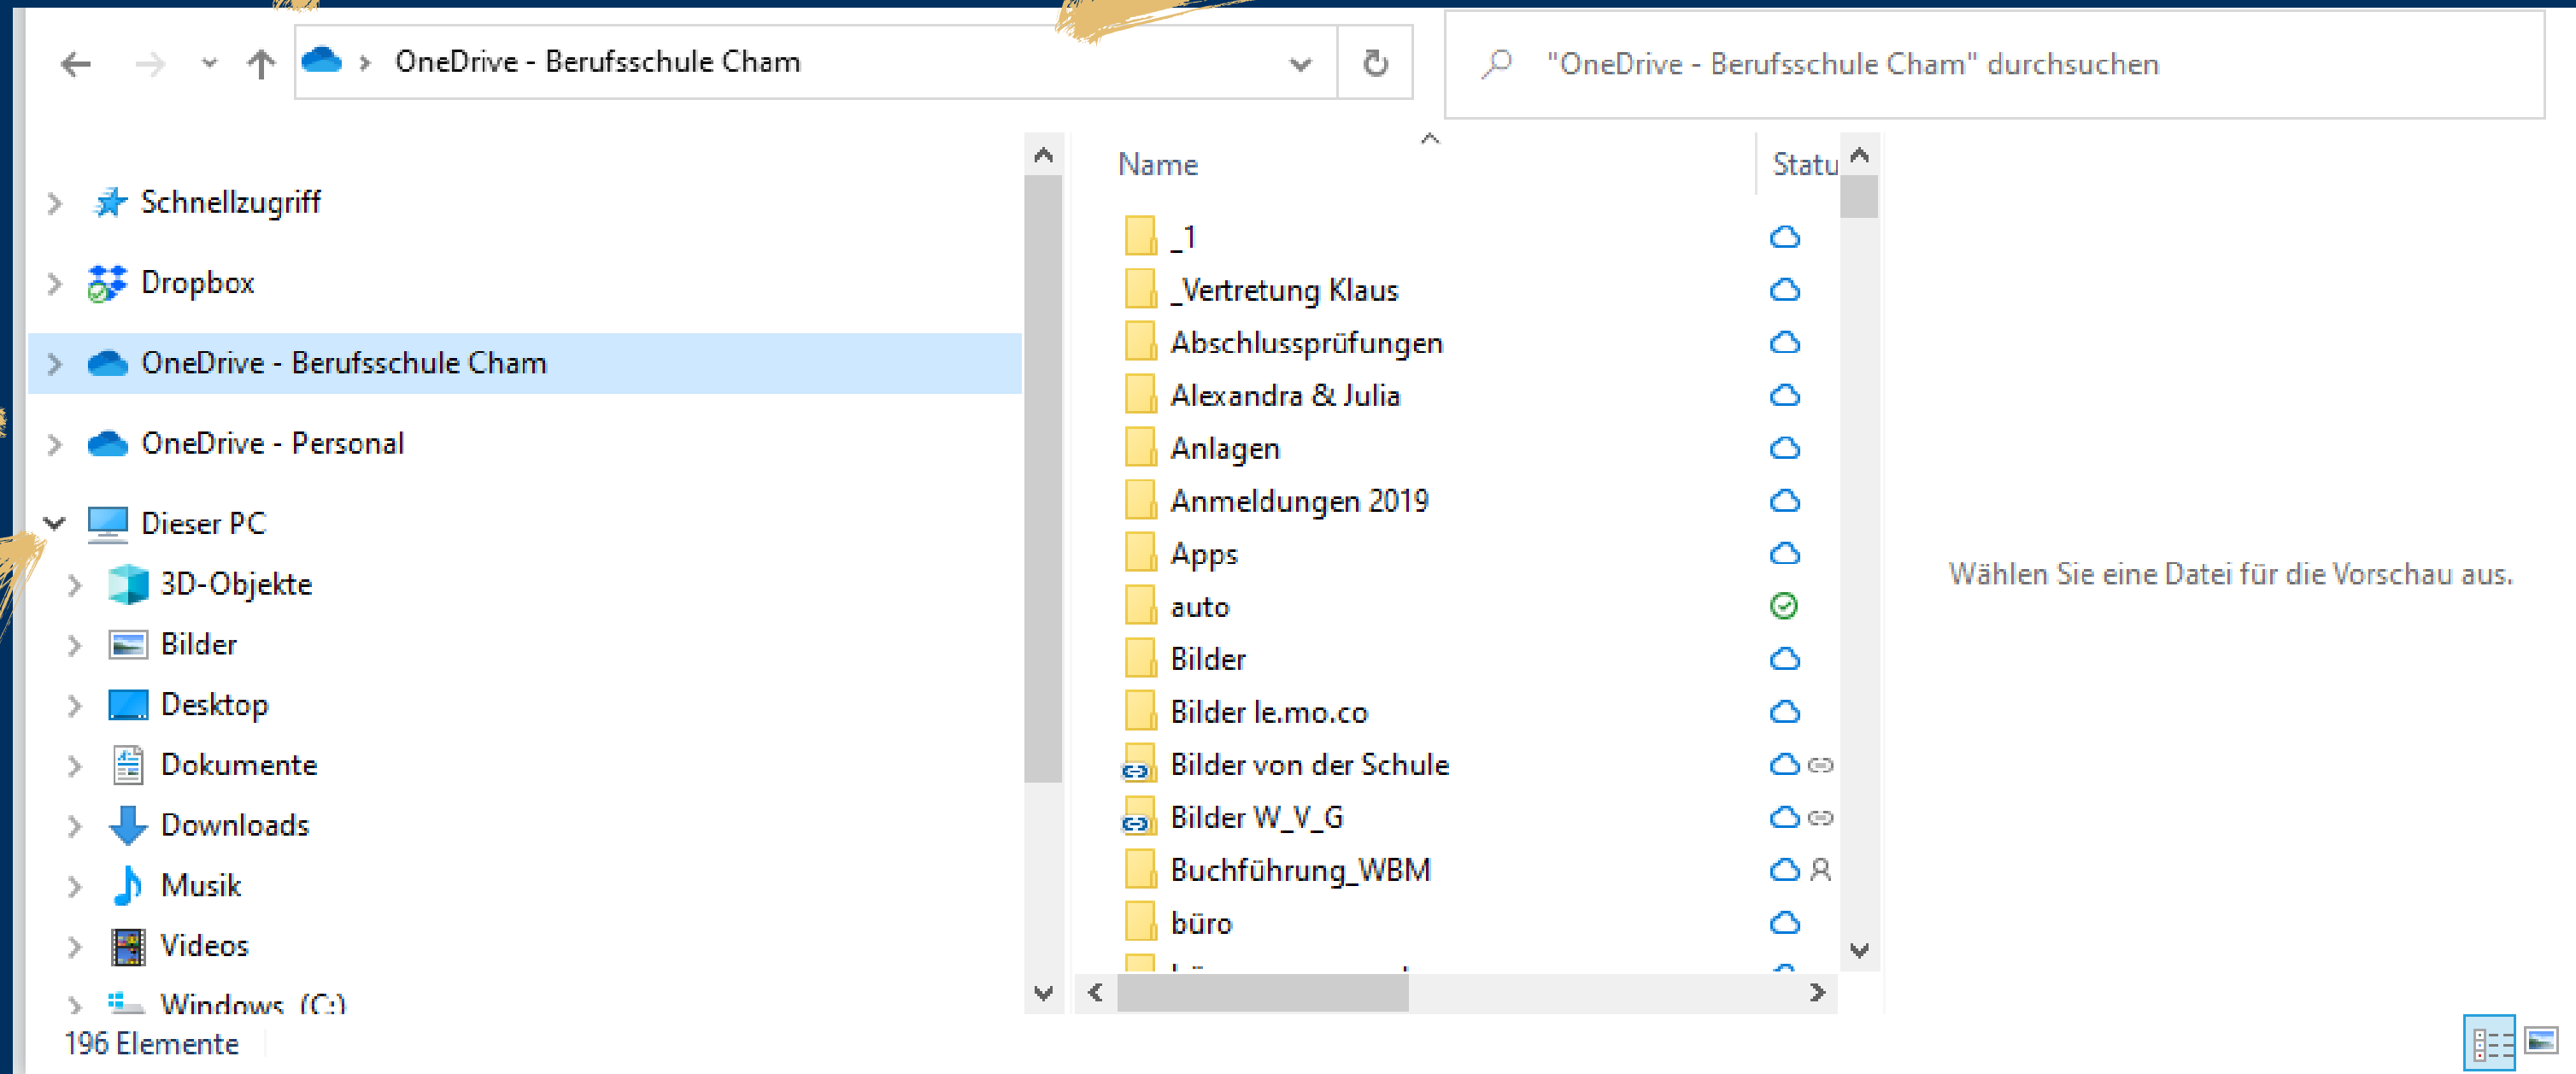 OneDrive - Berufsschule Cham
"OneDrive - Berufsschule Cham" durchsuchen
Schnellzugriff
Dropbox
OneDrive - Berufsschule Cham
OneDrive - Personal
Dieser PC
3D-Objekte
Bilder
Desktop
Dokumente
Downloads
Musik
Videos
Windows (C:)
196 Elemente
Name Statu
_1
_Vertretung Klaus
Abschlussprüfungen
Alexandra & Julia
Anlagen
Anmeldungen 2019
Apps
auto
Bilder
Bilder le.mo.co
Bilder von der Schule
Bilder W_V_G
Buchführung_WBM
büro
Wählen Sie eine Datei für die Vorschau aus.